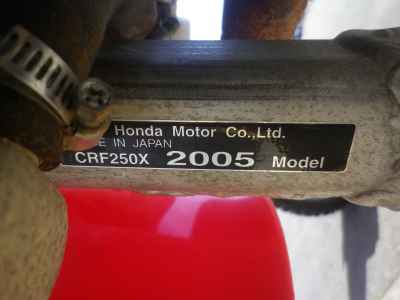 Honda Motor Co.,Ltd.
IN JAPAN
CRF250X 2005 Model